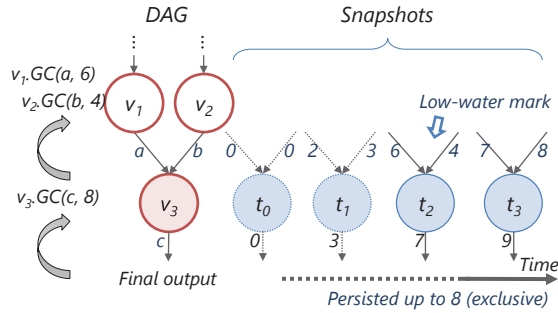 DAG Snapshots
⋮ ⋮
v1.GC(a, 6)
v2.GC(b, 4)
v1 v2
Low-water mark
a b 0 0 2 3 6 4 7 8
v3.GC(c, 8)
v3 t0 t1 t2 t3
c 0 3 7 9
Final output Time
Persisted up to 8 (exclusive)